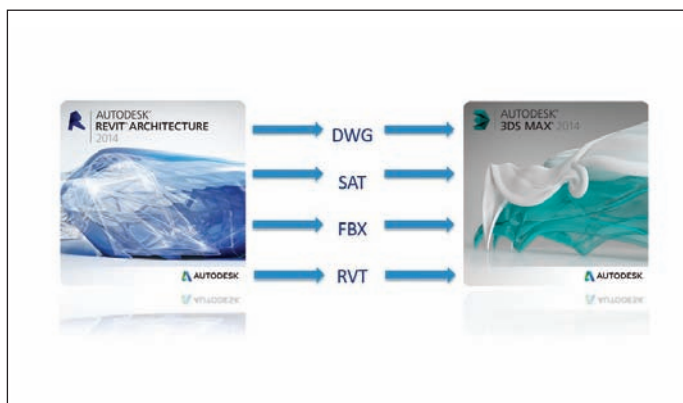 AUTODESK®
REVIT® ARCHITECTURE
2014
AUTODESK
DWG
SAT
FBX
RVT
AUTODESK®
3DS MAX® 2014
AUTODESK